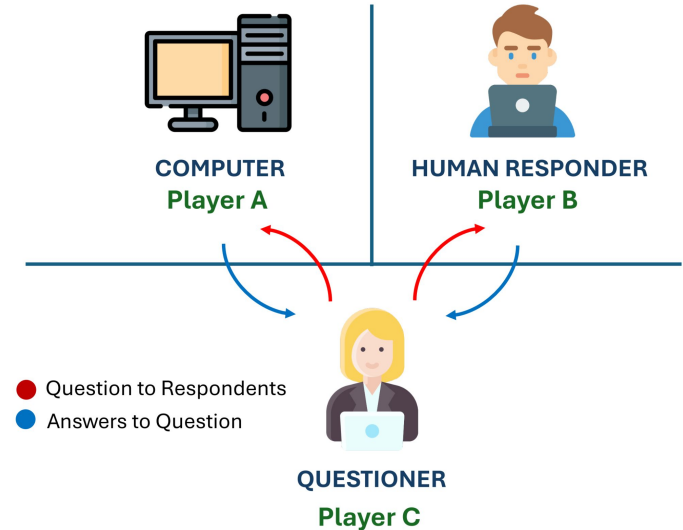 COMPUTER
Player A
HUMAN RESPONDER
Player B
Question to Respondents
Answers to Question
QUESTIONER
Player C